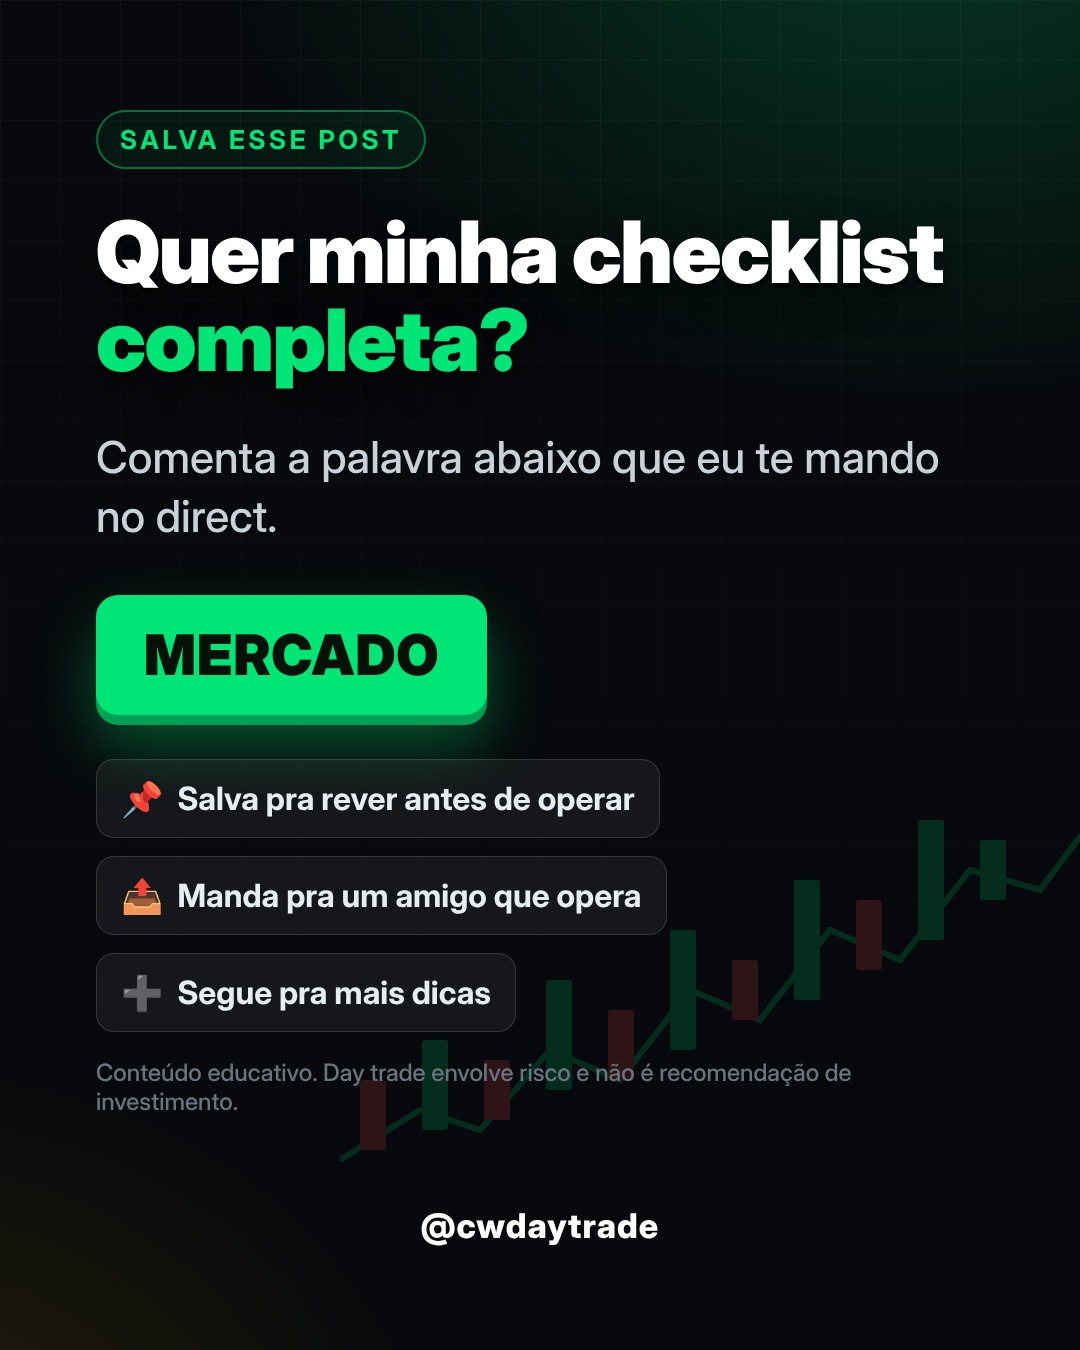 SALVA ESSE POST
Quer minha checklist
completa?
Comenta a palavra abaixo que eu te mando
no direct.
MERCADO
📌 Salva pra rever antes de operar
📤 Manda pra um amigo que opera
➕ Segue pra mais dicas
Conteúdo educativo. Day trade envolve risco e não é recomendação de
investimento.
@cwdaytrade